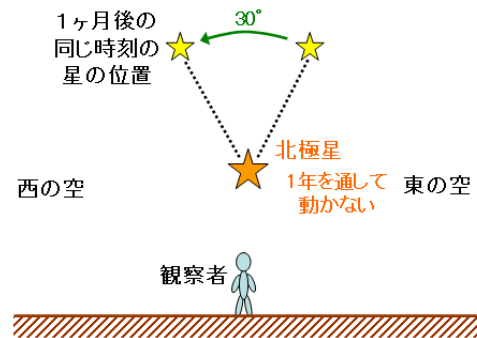 1ヶ月後の
同じ時刻の
星の位置
30°
北極星
1年を通して
動かない
西の空
東の空
観察者